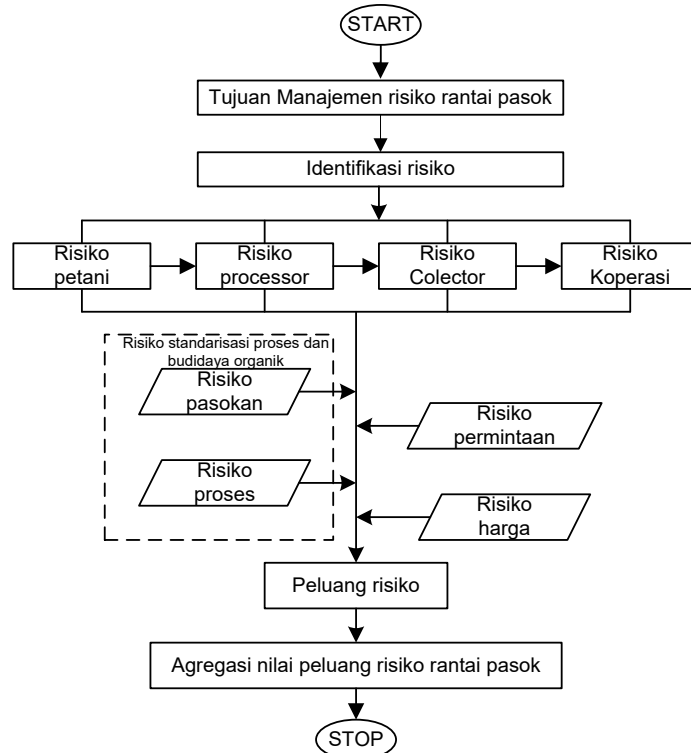 START
Tujuan Manajemen risiko rantai pasok
Identifikasi risiko
Risiko
petani
Risiko
processor
Risiko
Colector
Risiko
Koperasi
Risiko standarisasi proses dan
budidaya organik
Risiko
pasokan
Risiko
permintaan
Risiko
proses
Risiko
harga
Peluang risiko
Agregasi nilai peluang risiko rantai pasok
STOP